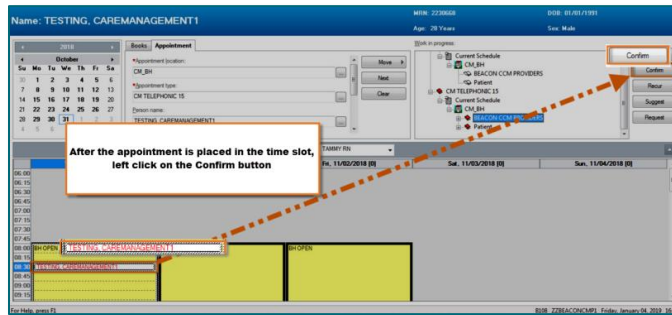 Name: TESTING, CAREMANAGEMENT1
MRN: 2230668
DOB: 01/01/1991
Age: 28 Years
Sex: Male
2018
October
Su Mo Tu We Th Fr Sa
30 1 2 3 4 5 6
7 8 9 10 11 12 13
14 15 16 17 18 19 20
21 22 23 24 25 26 27
28 29 30 31 1 2 3
4 5 6
Books Appointment
*Appointment location:
CM_BH
*Appointment type:
CM TELEPHONIC 15
Person name:
TESTING, CAREMANAGEMENT1
Move
Next
Clear
Work in progress:
Current Schedule
CM_BH
BEACON CCM PROVIDERS
Patient
CM TELEPHONIC 15
Current Schedule
CM_BH
BEACON CCM PROVIDERS
Patient
Confirm
Confirm
Recur
Suggest
Request
After the appointment is placed in the time slot,
left click on the Confirm button
TAMMY RN
Fri, 11/02/2018 [0]
Sat, 11/03/2018 [0]
Sun, 11/04/2018 [0]
06:00
06:15
06:30
06:45
07:00
07:15
07:30
07:45
08:00 BH OPEN TESTING, CAREMANAGEMENT1 BH OPEN
08:15
08:30 TESTING, CAREMANAGEMENT1
08:45
09:00
09:15
For Help, press F1
B108 ZZBEACONCMP1 Friday, January 04, 2019